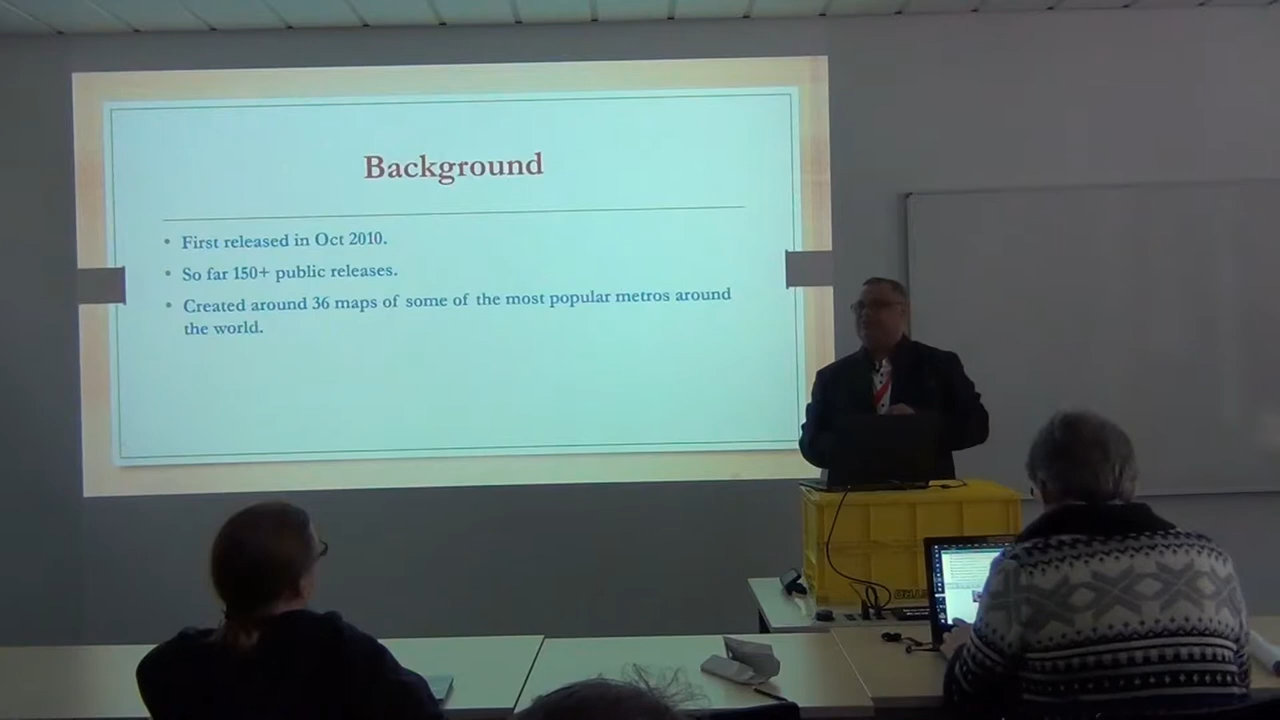 Background
First released in Oct 2010.
So far 150+ public releases.
Created around 36 maps of some of the most popular metros around
the world.